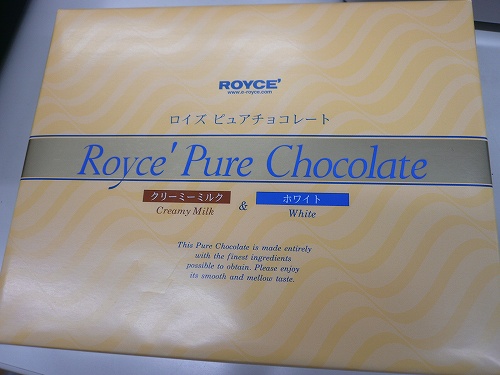 ROYCE'
www.e-royce.com
ロイズ ピュアチョコレート
Royce' Pure Chocolate
クリーミーミルク
Creamy Milk
&
ホワイト
White
This Pure Chocolate is made entirely
with the finest ingredients
possible to obtain. Please enjoy
its smooth and mellow taste.